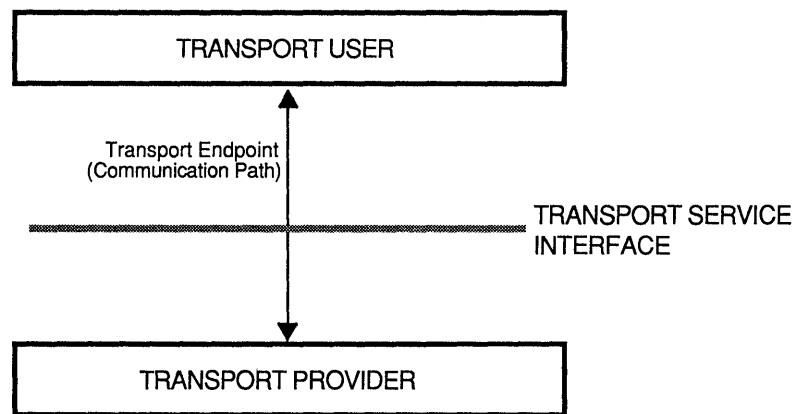 TRANSPORT USER
Transport Endpoint
(Communication Path)
TRANSPORT SERVICE
INTERFACE
TRANSPORT PROVIDER